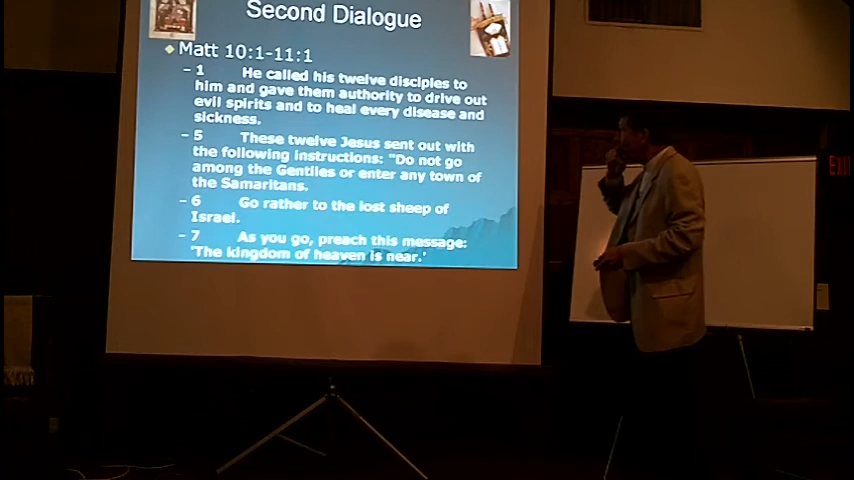 Second Dialogue
Matt 10:1-11:1
– 1 He called his twelve disciples to
him and gave them authority to drive out
evil spirits and to heal every disease and
sickness.
– 5 These twelve Jesus sent out with
the following instructions: "Do not go
among the Gentiles or enter any town of
the Samaritans.
– 6 Go rather to the lost sheep of
Israel.
– 7 As you go, preach this message:
'The kingdom of heaven is near.'